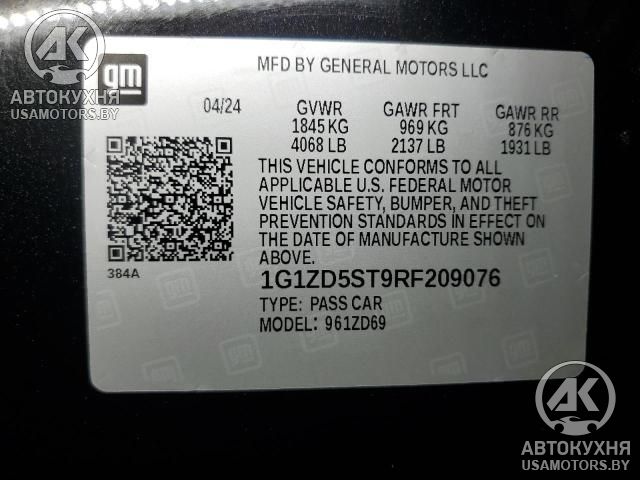 AK
АВТОКУХНЯ
USAMOTORS.BY
gm
MFD BY GENERAL MOTORS LLC
04/24
GVWR GAWR FRT GAWR RR
1845 KG 969 KG 876 KG
4068 LB 2137 LB 1931 LB
THIS VEHICLE CONFORMS TO ALL
APPLICABLE U.S. FEDERAL MOTOR
VEHICLE SAFETY, BUMPER, AND THEFT
PREVENTION STANDARDS IN EFFECT ON
THE DATE OF MANUFACTURE SHOWN
ABOVE.
384A
1G1ZD5ST9RF209076
TYPE: PASS CAR
MODEL: 961ZD69
AK
АВТОКУХНЯ
USAMOTORS.BY